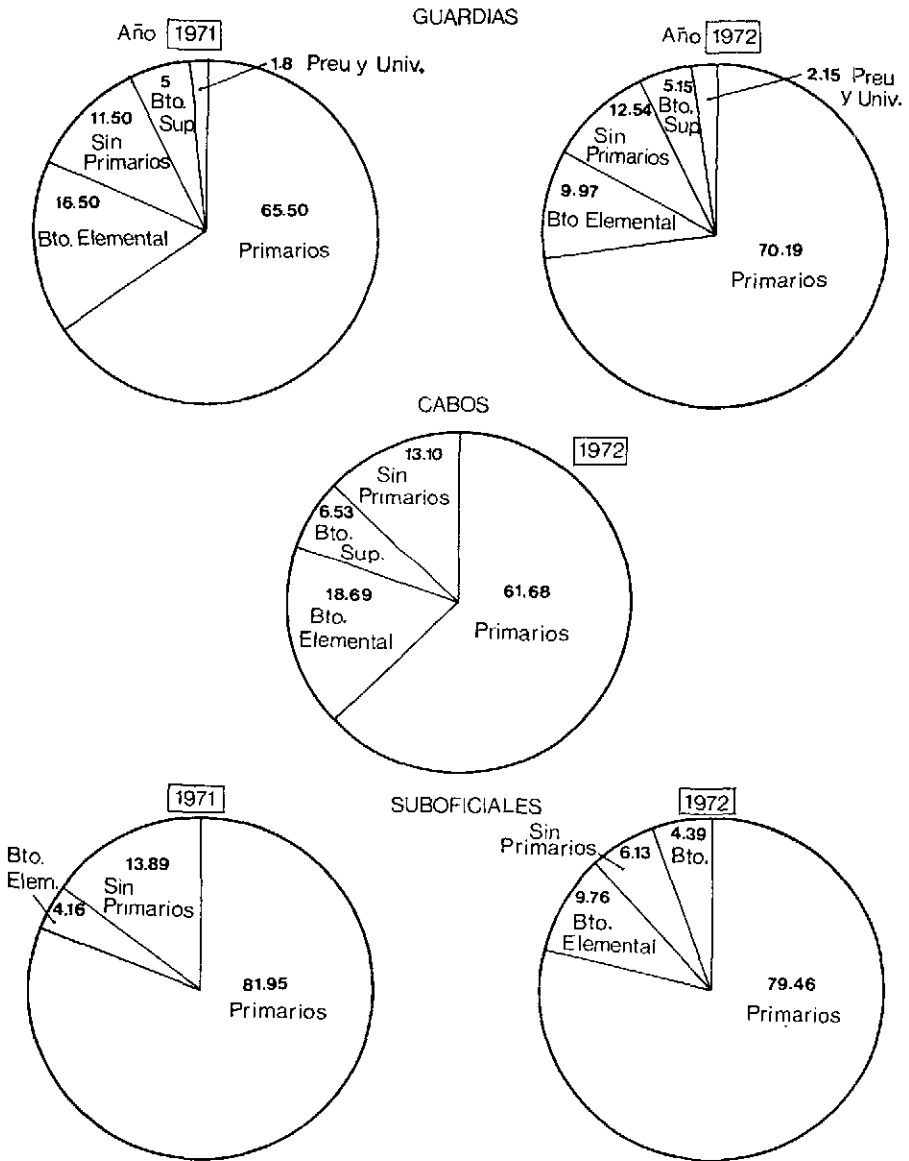 GUARDIAS
Año 1971
1.8 Preu y Univ.
5
Bto.
Sup
11.50
Sin
Primarios
16.50
Bto. Elemental
65.50
Primarios
Año 1972
2.15 Preu
y Univ.
5.15
Bto.
Sup
12.54
Sin
Primarios
9.97
Bto Elemental
70.19
Primarios
CABOS
1972
13.10
Sin
Primarios
6.53
Bto.
Sup.
18.69
Bto.
Elemental
61.68
Primarios
SUBOFICIALES
1971
Bto.
Elem.
4.16
13.89
Sin
Primarios
81.95
Primarios
1972
Sin
Primarios
6.13
4.39
Bto.
9.76
Bto.
Elemental
79.46
Primarios